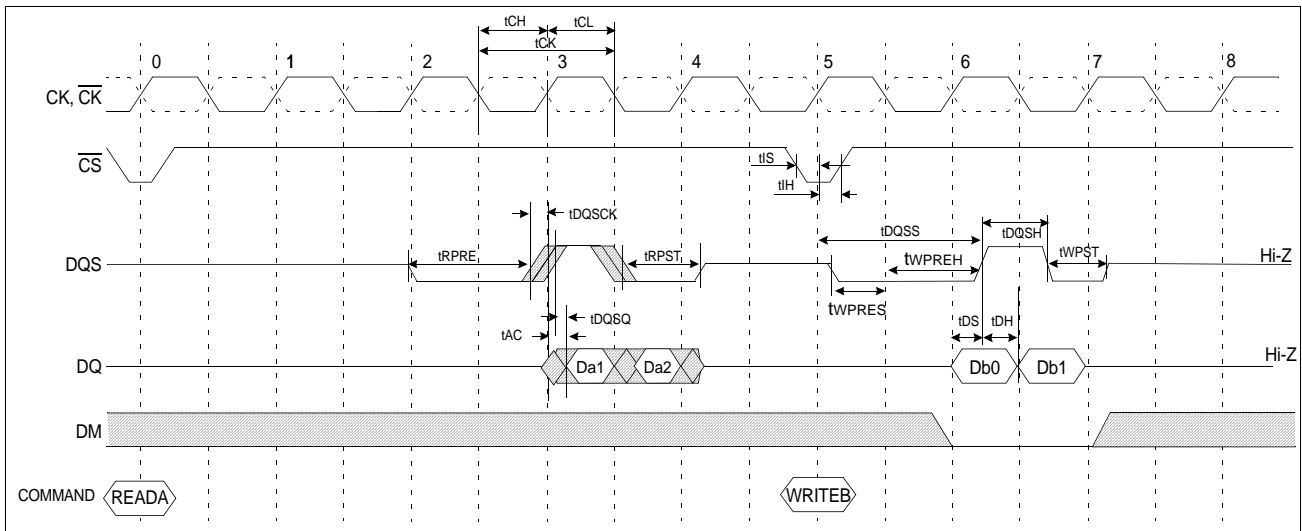 tCH tCL
tCK
0 1 2 3 4 5 6 7 8
CK, CK
CS
tIS
tIH
tDQSCK
tDQSS
tDQSH
DQS
tRPRE
tRPST
tWPREH
tWPST
Hi-Z
tWPRES
tDQSQ
tAC
tDS tDH
DQ
Da1 Da2
Db0 Db1
Hi-Z
DM
COMMAND READA WRITEB